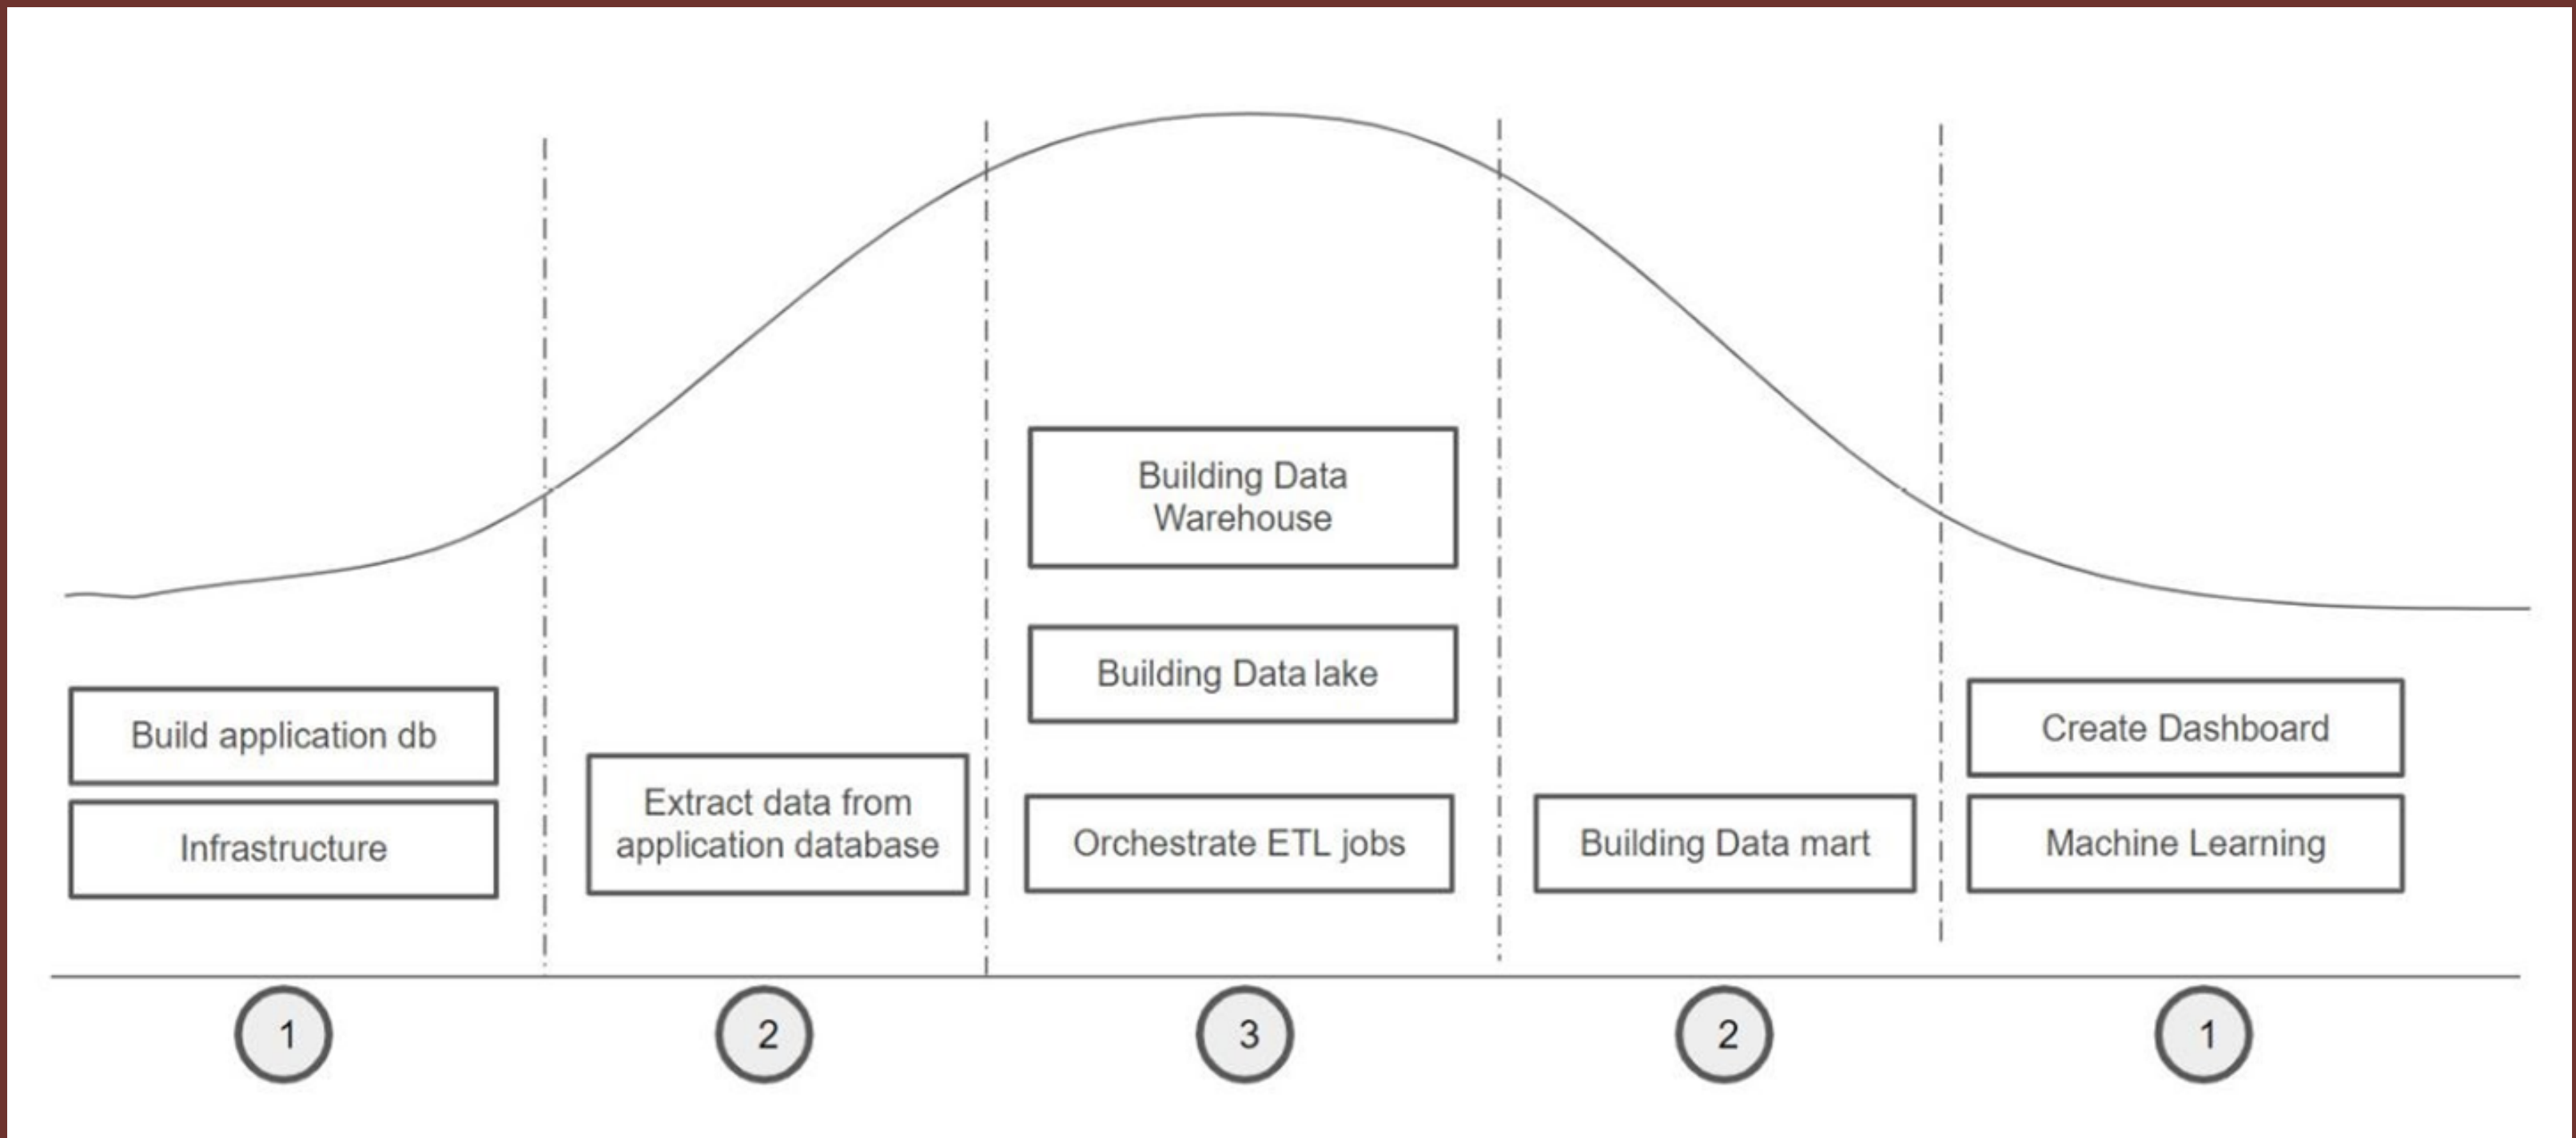 Build application db
Infrastructure
Extract data from
application database
Building Data
Warehouse
Building Data lake
Orchestrate ETL jobs
Building Data mart
Create Dashboard
Machine Learning
1
2
3
2
1